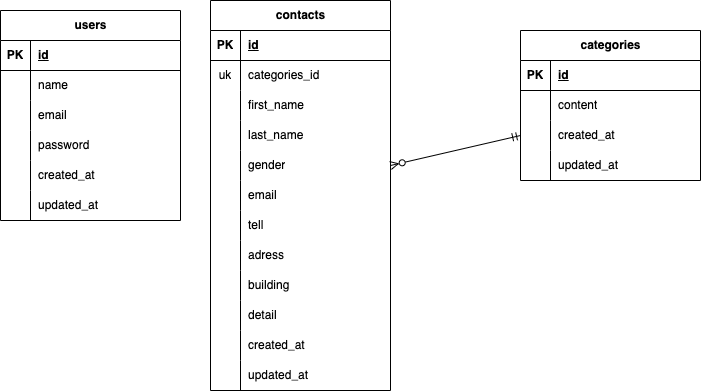 users
PK id
name
email
password
created_at
updated_at
contacts
PK id
uk categories_id
first_name
last_name
gender
email
tell
adress
building
detail
created_at
updated_at
categories
PK id
content
created_at
updated_at